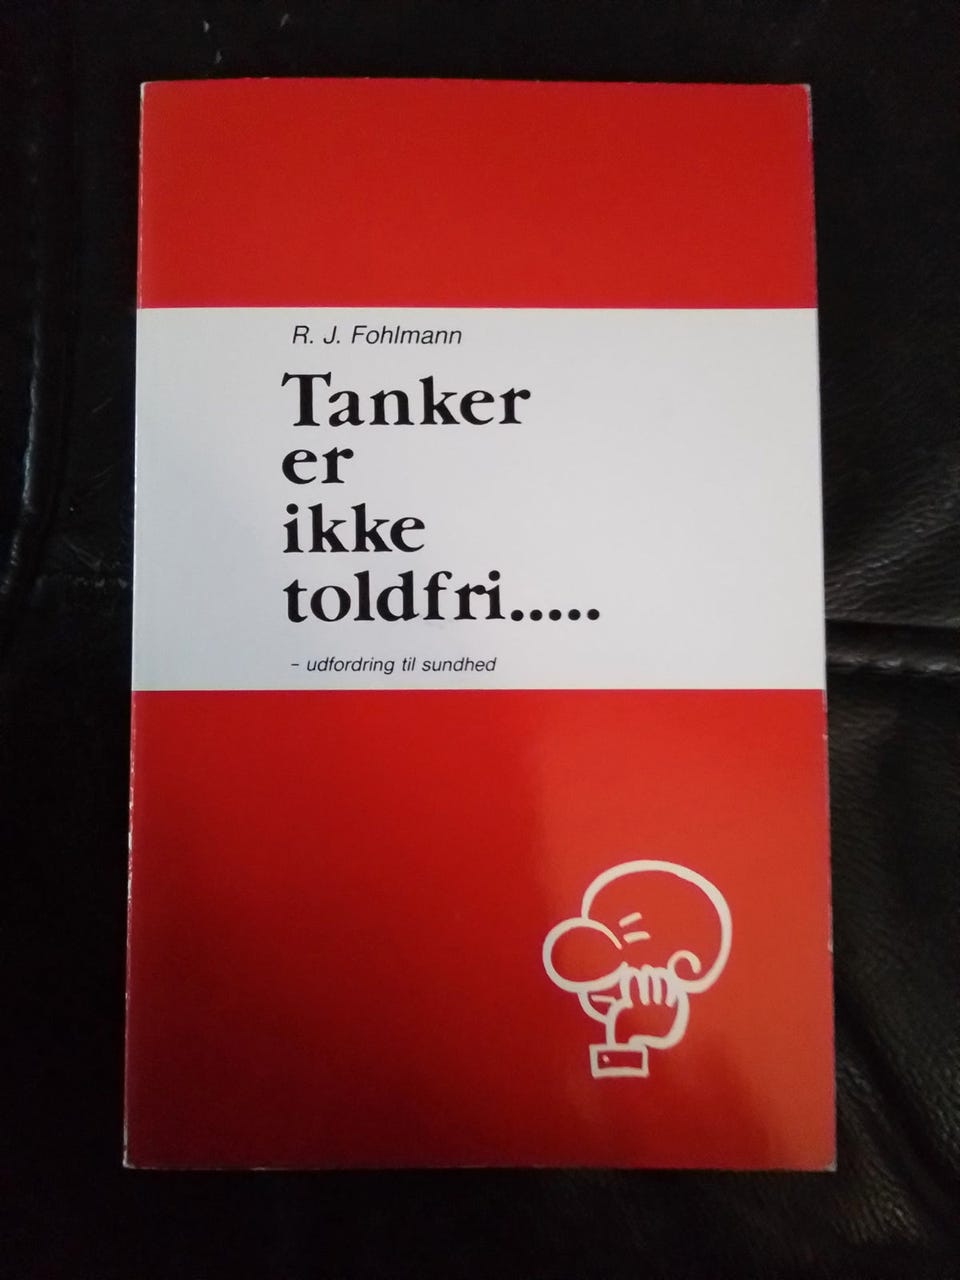 R. J. Fohlmann
Tanker
er
ikke
toldfri.....
- udfordring til sundhed